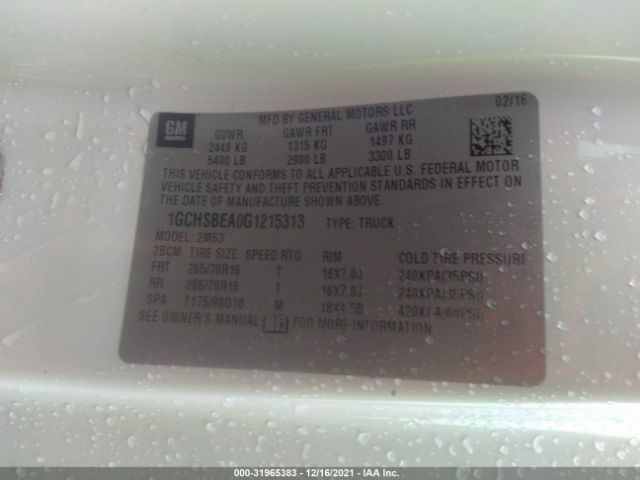 MFD BY GENERAL MOTORS LLC 02/16
GM
GVWR GAWR FRT GAWR RR
2449 KG 1315 KG 1497 KG
5400 LB 2900 LB 3300 LB
THIS VEHICLE CONFORMS TO ALL APPLICABLE U.S. FEDERAL MOTOR
VEHICLE SAFETY AND THEFT PREVENTION STANDARDS IN EFFECT ON
THE DATE OF MANUFACTURE SHOWN ABOVE.
1GCHSBEA0G1215313 TYPE: TRUCK
MODEL: 2M53
2BCM TIRE SIZE SPEED RTG RIM COLD TIRE PRESSURE
FRT 265/70R16 T 16X7.0J 240KPA(35PSI)
RR 265/70R16 T 16X7.0J 240KPA(35PSI)
SPA T175/90D18 M 18X4.5B 420KPA(60PSI)
SEE OWNER'S MANUAL FOR MORE INFORMATION
000-31965383 - 12/16/2021 - IAA Inc.